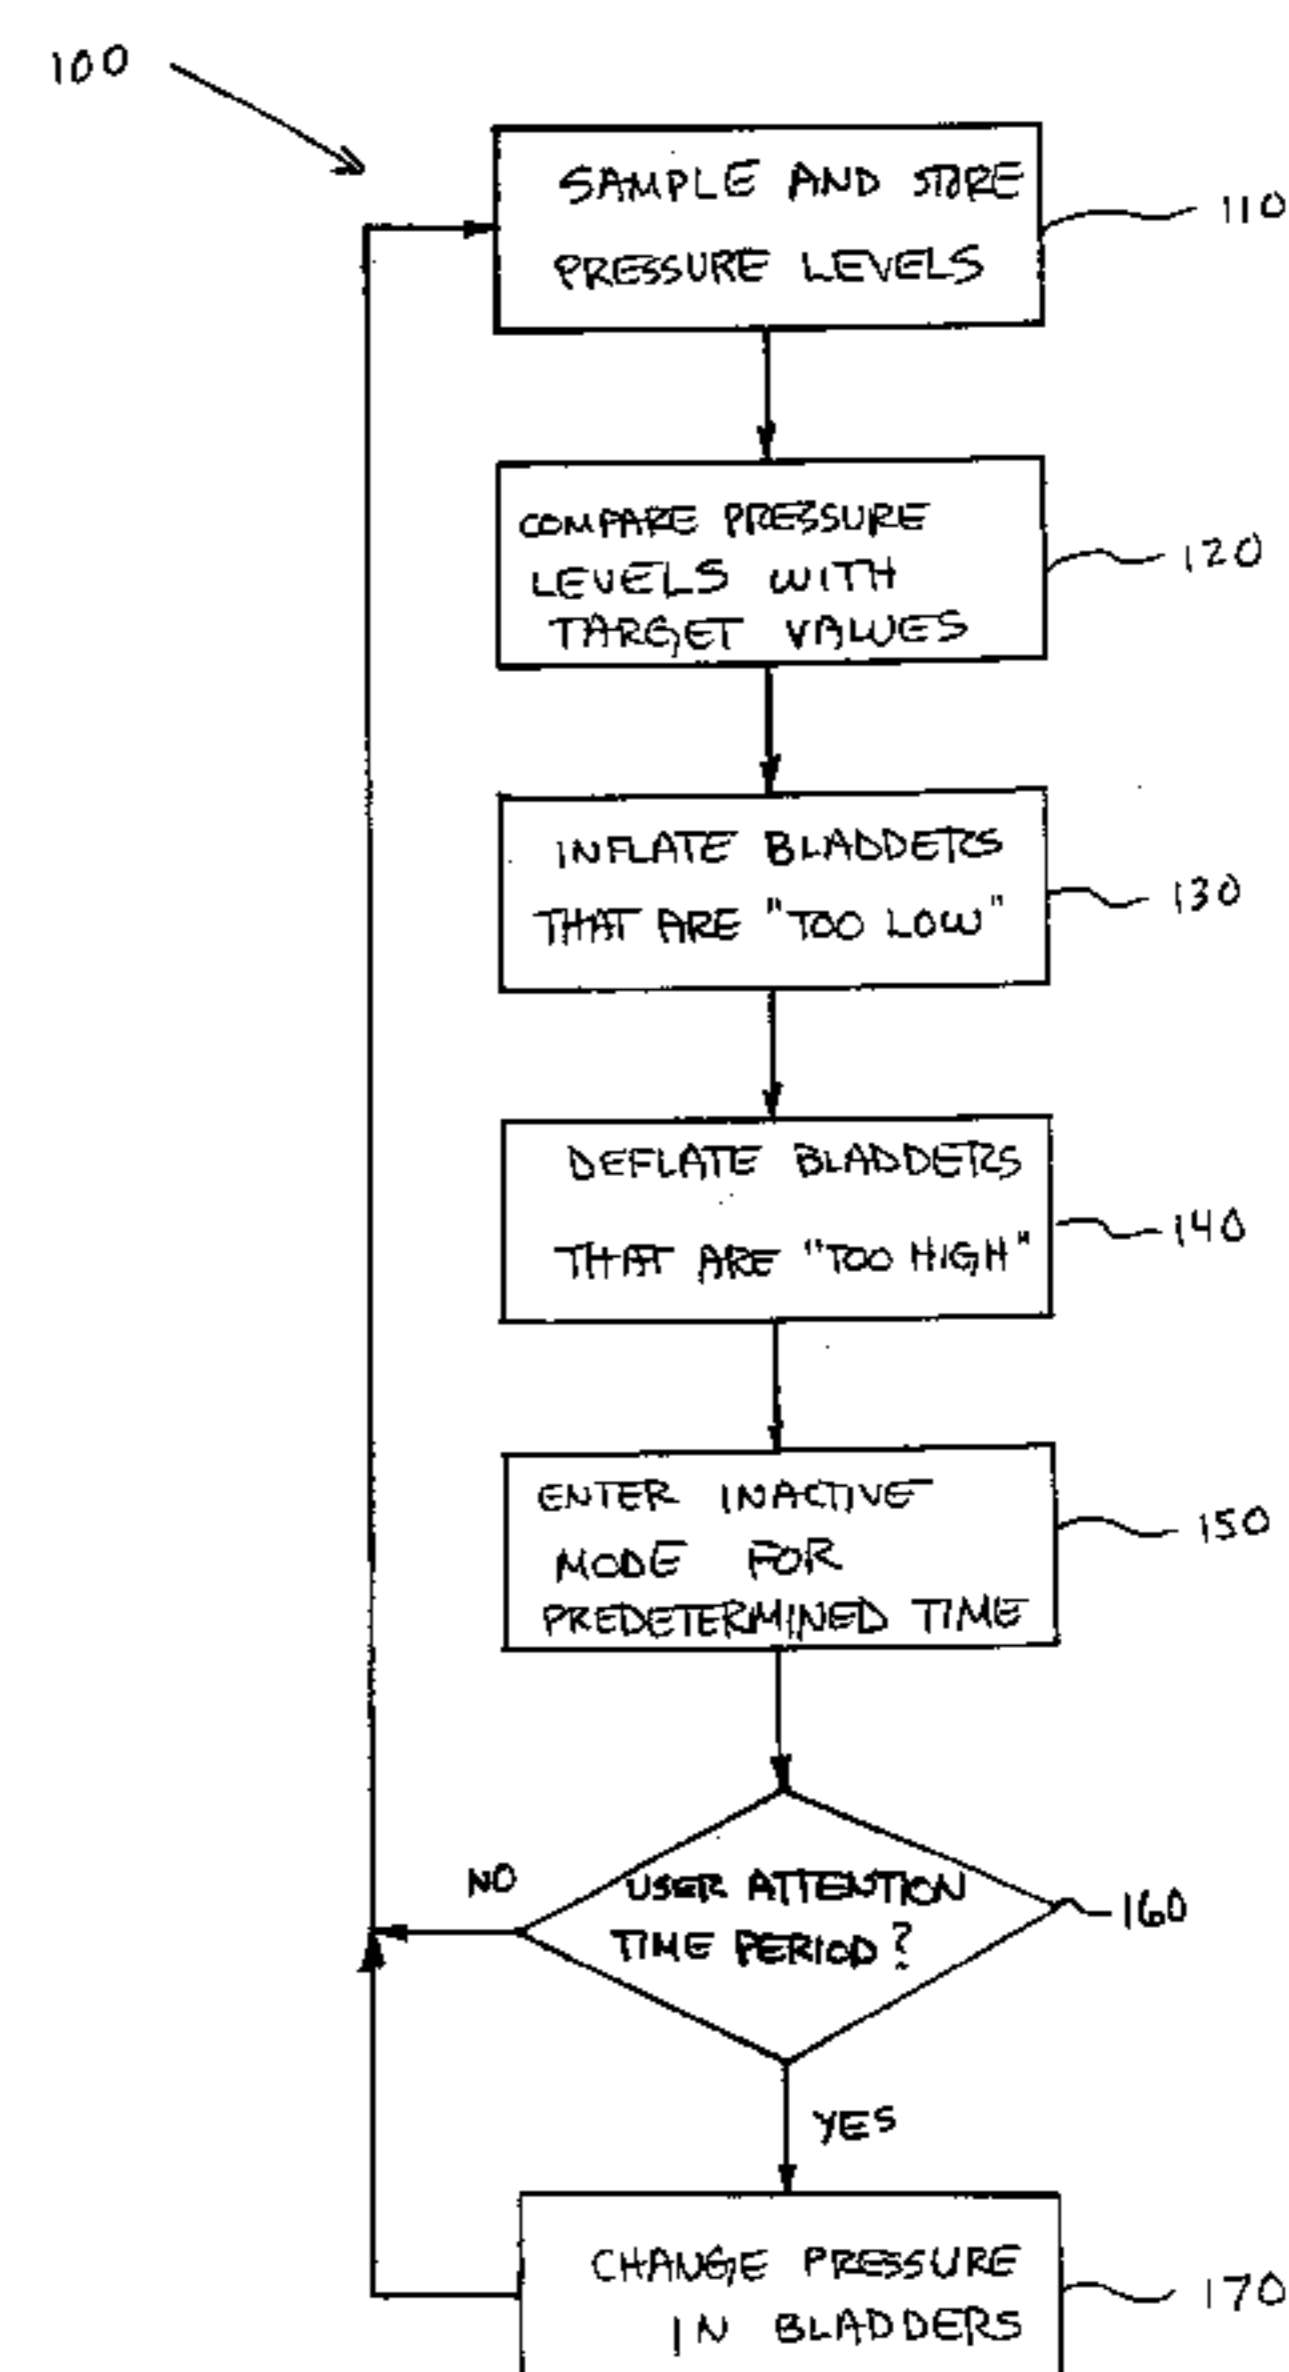 100
SAMPLE AND STORE
PRESSURE LEVELS
110
COMPARE PRESSURE
LEVELS WITH
TARGET VALUES
120
INFLATE BLADDERS
THAT ARE "TOO LOW"
130
DEFLATE BLADDERS
THAT ARE "TOO HIGH"
140
ENTER INACTIVE
MODE FOR
PREDETERMINED TIME
150
NO
USER ATTENTION
TIME PERIOD?
160
YES
CHANGE PRESSURE
IN BLADDERS
170